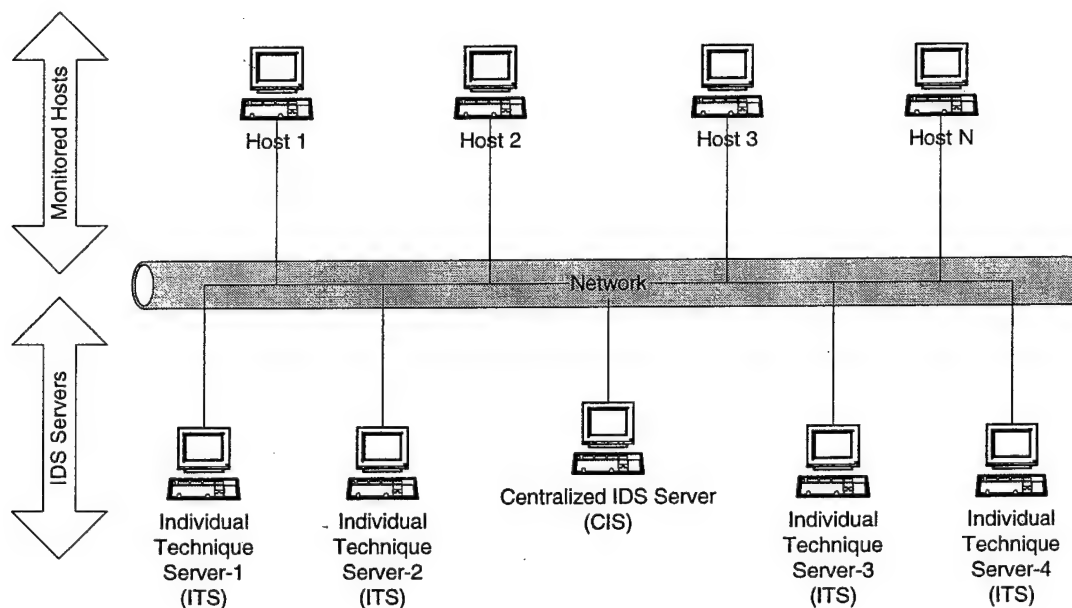 Monitored Hosts
Host 1
Host 2
Host 3
Host N
Network
IDS Servers
Individual
Technique
Server-1
(ITS)
Individual
Technique
Server-2
(ITS)
Centralized IDS Server
(CIS)
Individual
Technique
Server-3
(ITS)
Individual
Technique
Server-4
(ITS)